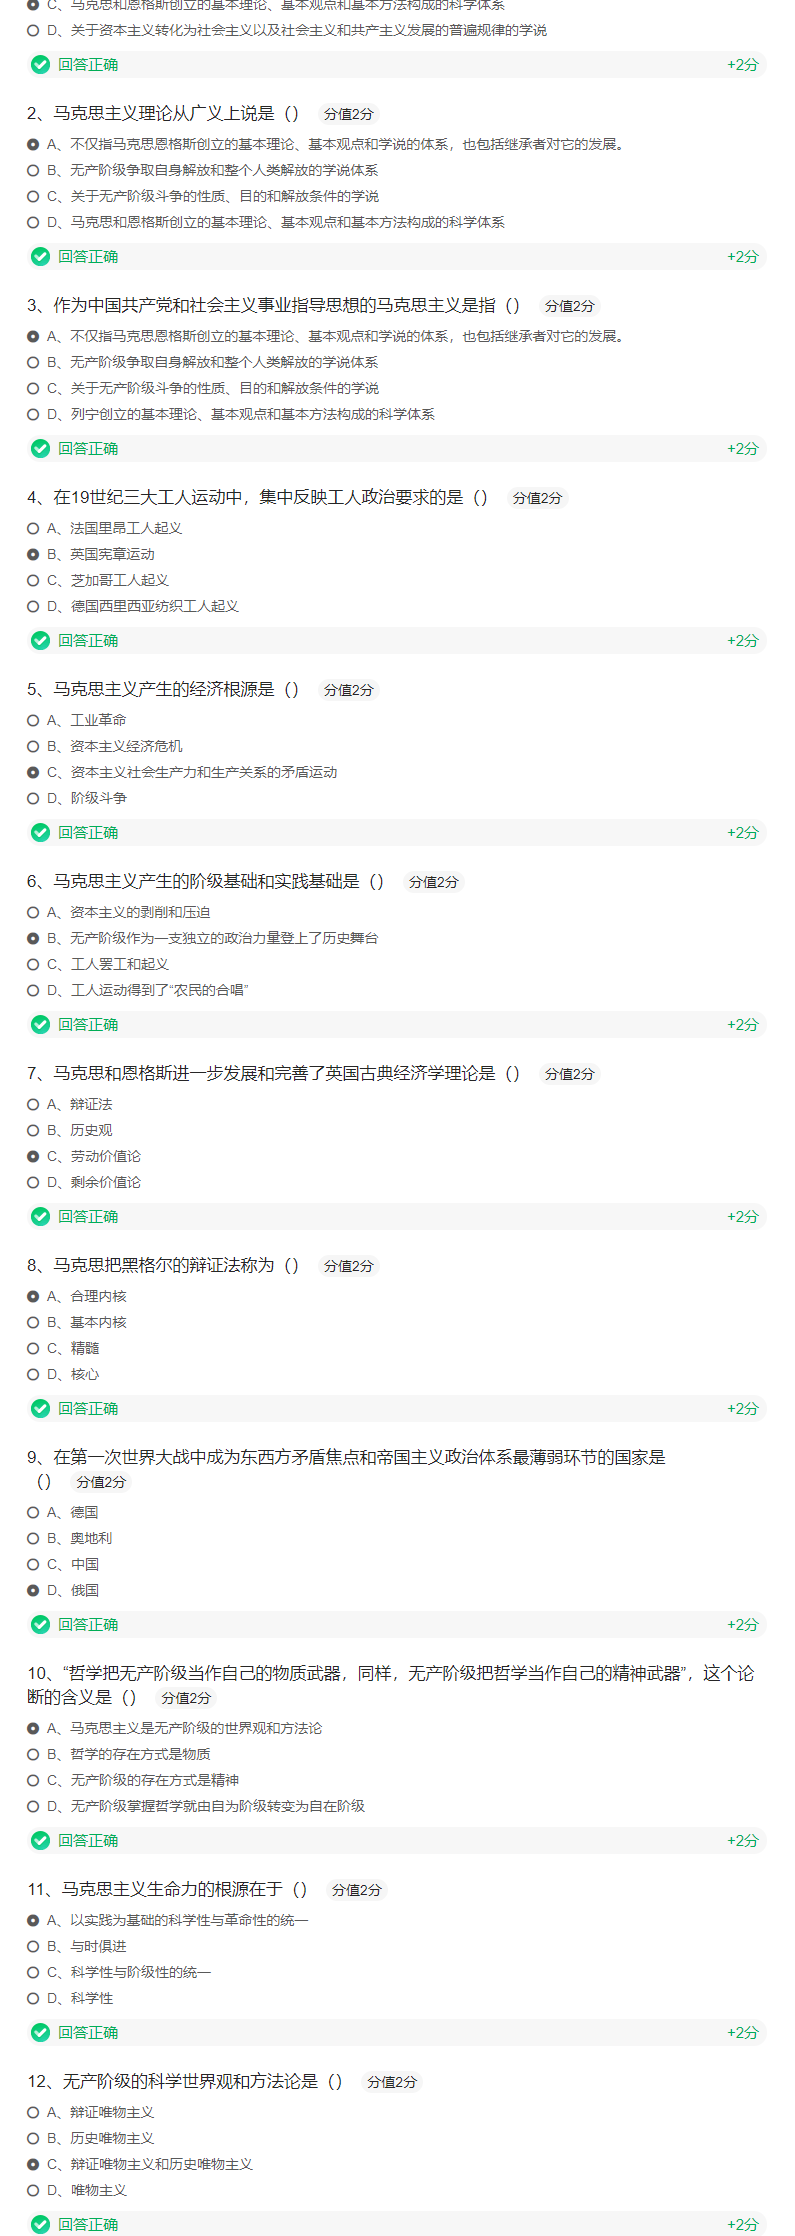 C、马克思和恩格斯创立的基本理论、基本观点和基本方法构成的科学体系
D、关于资本主义转化为社会主义以及社会主义和共产主义发展的普遍规律的学说
回答正确 +2分
2、马克思主义理论从广义上说是（） 分值2分
A、不仅指马克思恩格斯创立的基本理论、基本观点和学说的体系，也包括继承者对它的发展。
B、无产阶级争取自身解放和整个人类解放的学说体系
C、关于无产阶级斗争的性质、目的和解放条件的学说
D、马克思和恩格斯创立的基本理论、基本观点和基本方法构成的科学体系
回答正确 +2分
3、作为中国共产党和社会主义事业指导思想的马克思主义是指（） 分值2分
A、不仅指马克思恩格斯创立的基本理论、基本观点和学说的体系，也包括继承者对它的发展。
B、无产阶级争取自身解放和整个人类解放的学说体系
C、关于无产阶级斗争的性质、目的和解放条件的学说
D、列宁创立的基本理论、基本观点和基本方法构成的科学体系
回答正确 +2分
4、在19世纪三大工人运动中，集中反映工人政治要求的是（） 分值2分
A、法国里昂工人起义
B、英国宪章运动
C、芝加哥工人起义
D、德国西里西亚纺织工人起义
回答正确 +2分
5、马克思主义产生的经济根源是（） 分值2分
A、工业革命
B、资本主义经济危机
C、资本主义社会生产力和生产关系的矛盾运动
D、阶级斗争
回答正确 +2分
6、马克思主义产生的阶级基础和实践基础是（） 分值2分
A、资本主义的剥削和压迫
B、无产阶级作为一支独立的政治力量登上了历史舞台
C、工人罢工和起义
D、工人运动得到了“农民的合唱”
回答正确 +2分
7、马克思和恩格斯进一步发展和完善了英国古典经济学理论是（） 分值2分
A、辩证法
B、历史观
C、劳动价值论
D、剩余价值论
回答正确 +2分
8、马克思把黑格尔的辩证法称为（） 分值2分
A、合理内核
B、基本内核
C、精髓
D、核心
回答正确 +2分
9、在第一次世界大战中成为东西方矛盾焦点和帝国主义政治体系最薄弱环节的国家是
（） 分值2分
A、德国
B、奥地利
C、中国
D、俄国
回答正确 +2分
10、“哲学把无产阶级当作自己的物质武器，同样，无产阶级把哲学当作自己的精神武器”，这个论
断的含义是（） 分值2分
A、马克思主义是无产阶级的世界观和方法论
B、哲学的存在方式是物质
C、无产阶级的存在方式是精神
D、无产阶级掌握哲学就由自为阶级转变为自在阶级
回答正确 +2分
11、马克思主义生命力的根源在于（） 分值2分
A、以实践为基础的科学性与革命性的统一
B、与时俱进
C、科学性与阶级性的统一
D、科学性
回答正确 +2分
12、无产阶级的科学世界观和方法论是（） 分值2分
A、辩证唯物主义
B、历史唯物主义
C、辩证唯物主义和历史唯物主义
D、唯物主义
回答正确 +2分